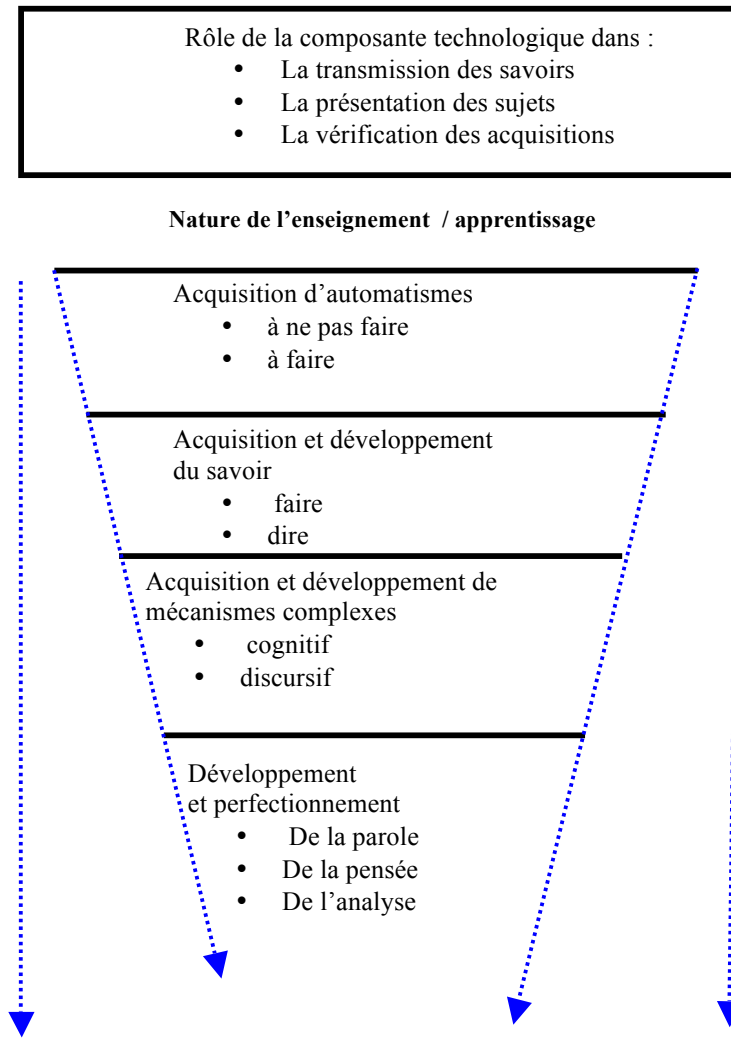 Rôle de la composante technologique dans :
• La transmission des savoirs
• La présentation des sujets
• La vérification des acquisitions
Nature de l’enseignement / apprentissage
Acquisition d’automatismes
• à ne pas faire
• à faire
Acquisition et développement
du savoir
• faire
• dire
Acquisition et développement de
mécanismes complexes
• cognitif
• discursif
Développement
et perfectionnement
• De la parole
• De la pensée
• De l’analyse